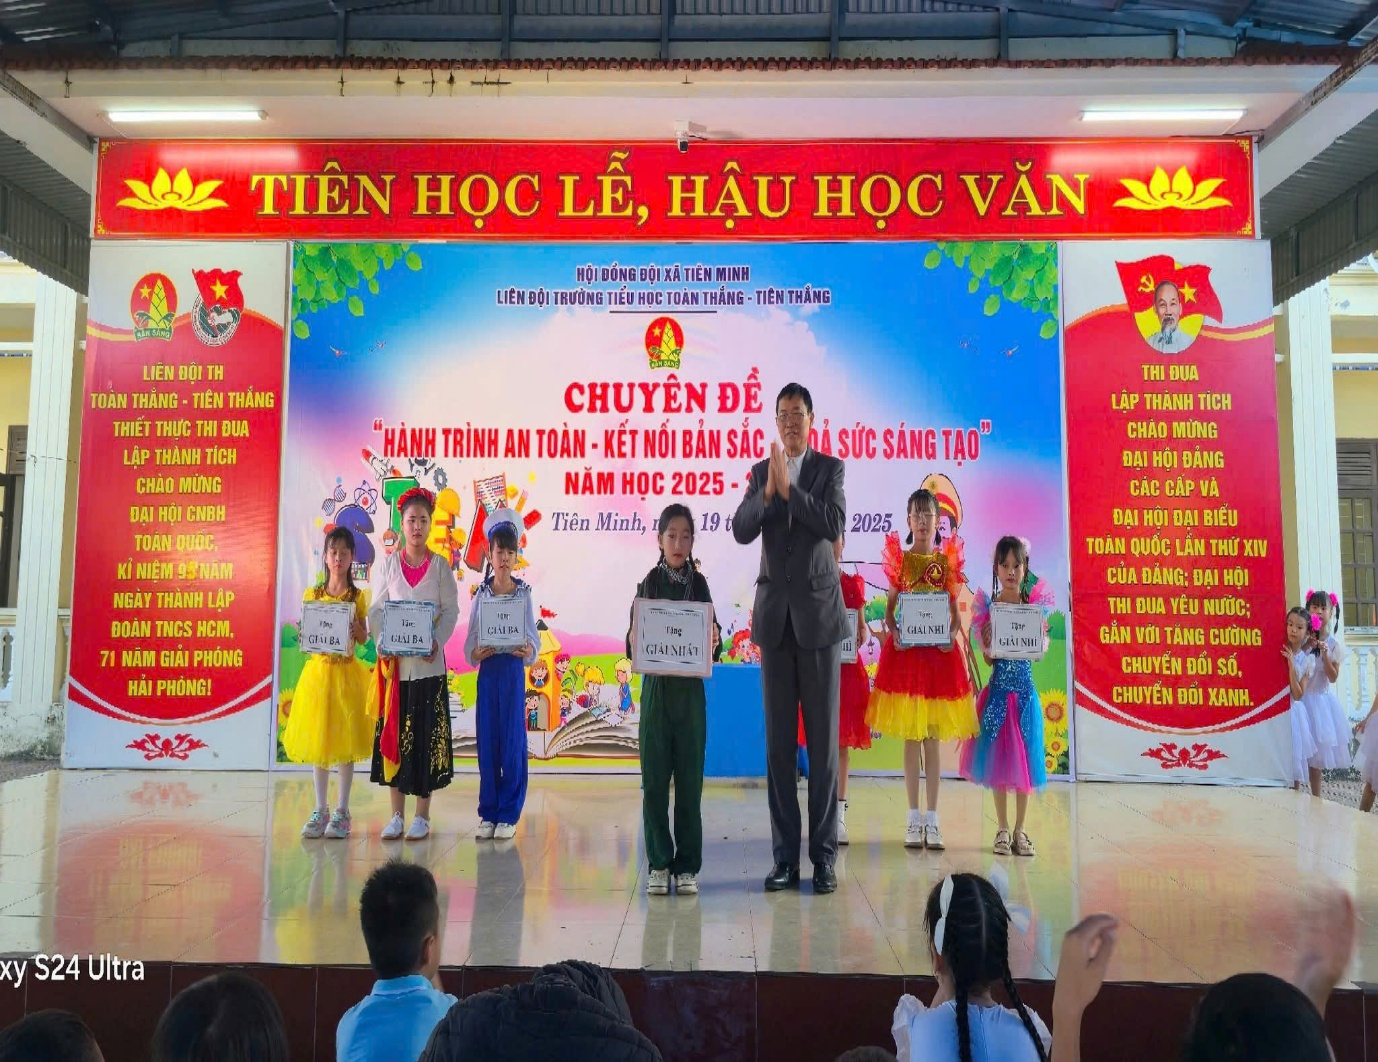 TIÊN HỌC LỄ, HẬU HỌC VĂN
HỘI ĐỒNG ĐỘI XÃ TIÊN MINH
LIÊN ĐỘI TRƯỜNG TIỂU HỌC TOÀN THẮNG - TIÊN THẮNG
MĂNG SÁNG
CHUYÊN ĐỀ
"HÀNH TRÌNH AN TOÀN - KẾT NỐI BẢN SẮC OẢ SỨC SÁNG TẠO"
NĂM HỌC 2025 -
Tiên Minh, 19 2025
LIÊN ĐỘI TH
TOÀN THẮNG - TIÊN THẮNG
THIẾT THỰC THI ĐUA
LẬP THÀNH TÍCH
CHÀO MỪNG
ĐẠI HỘI CNBH
TOÀN QUỐC,
KỈ NIỆM 95 NĂM
NGÀY THÀNH LẬP
ĐOÀN TNCS HCM,
71 NĂM GIẢI PHÓNG
HẢI PHÒNG!
THI ĐUA
LẬP THÀNH TÍCH
CHÀO MỪNG
ĐẠI HỘI ĐẢNG
CÁC CẤP VÀ
ĐẠI HỘI ĐẠI BIỂU
TOÀN QUỐC LẦN THỨ XIV
CỦA ĐẢNG; ĐẠI HỘI
THI ĐUA YÊU NƯỚC;
GẮN VỚI TĂNG CƯỜNG
CHUYỂN ĐỔI SỐ,
CHUYỂN ĐỔI XANH.
STEA
Tặng
GIẢI BA
Tặng
GIẢI BA
Tặng
GIẢI BA
Tặng
GIẢI NHẤT
Tặng
GIẢI NHÌ
Tặng
GIẢI NHÌ
xy S24 Ultra